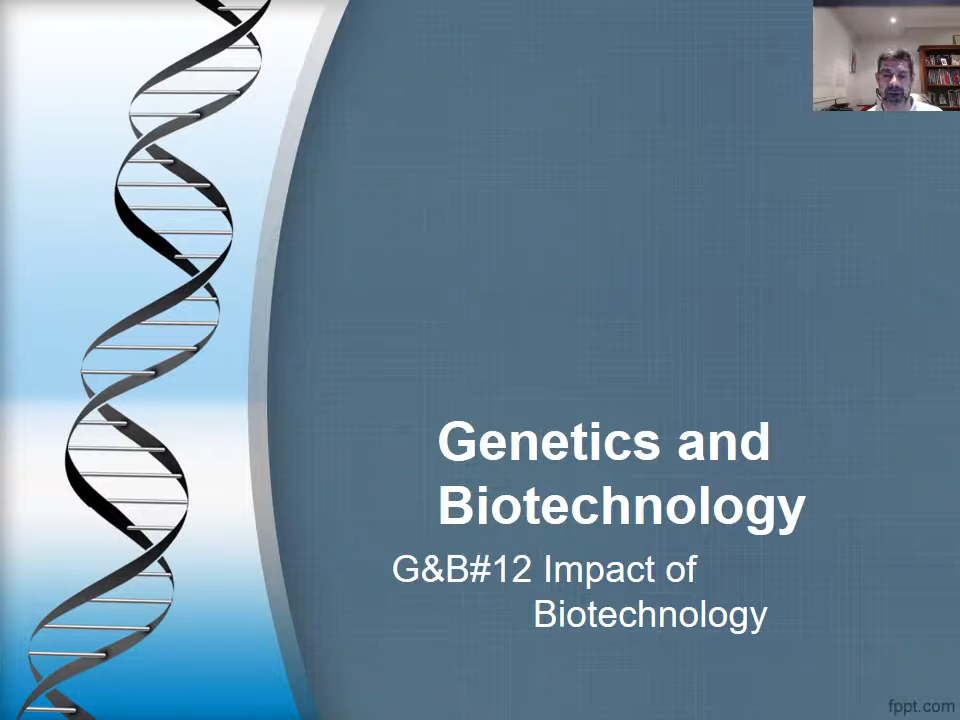 Genetics and
Biotechnology
G&B#12 Impact of
Biotechnology
fppt.com